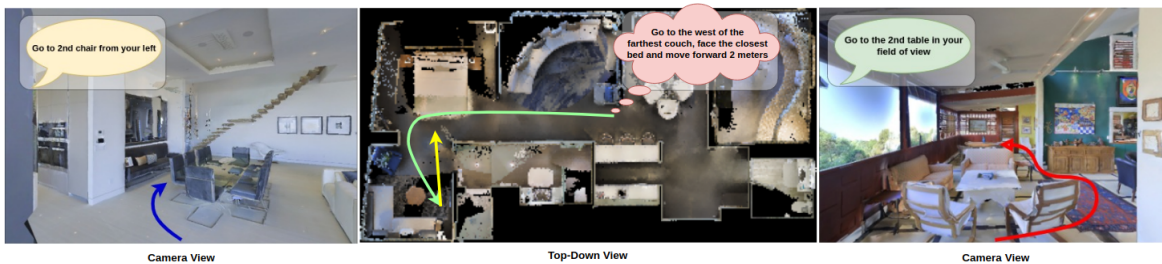 Go to 2nd chair from your left
Go to the west of the
farthest couch, face the closest
bed and move forward 2 meters
Go to the 2nd table in your
field of view
Camera View
Top-Down View
Camera View